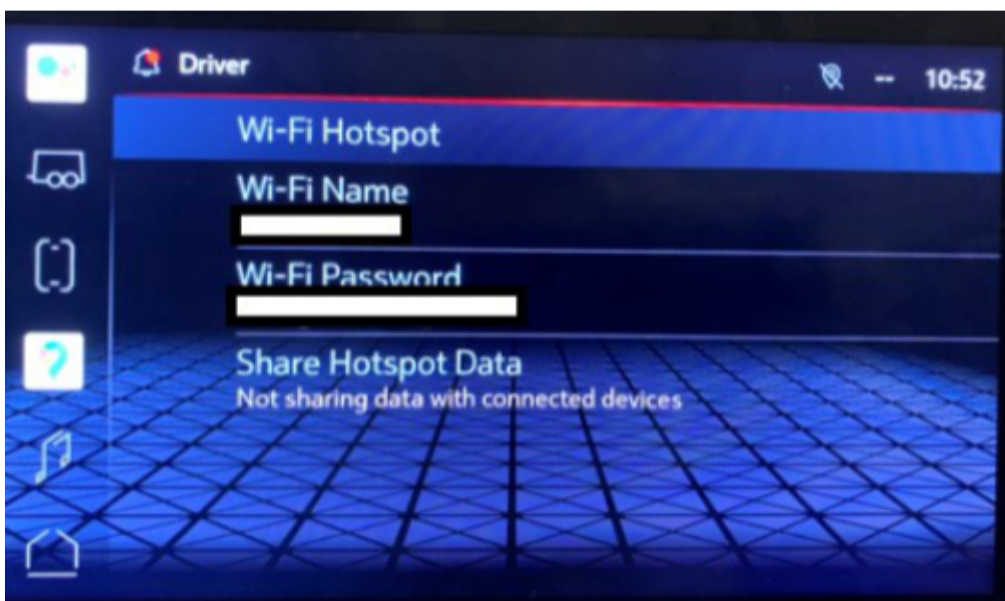 Driver
-- 10:52
Wi-Fi Hotspot
Wi-Fi Name
Wi-Fi Password
Share Hotspot Data
Not sharing data with connected devices